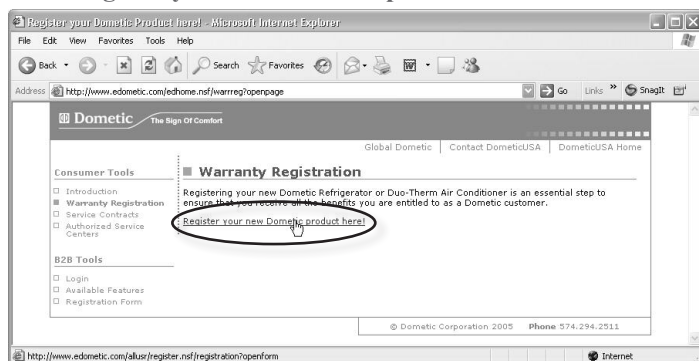 Register your Dometic Product here! - Microsoft Internet Explorer
File Edit View Favorites Tools Help
Back Search Favorites
Address http://www.edometic.com/edhome.nsf/warrreg?openpage Go Links » SnagIt
Dometic The Sign Of Comfort
Global Dometic Contact DometicUSA DometicUSA Home
Consumer Tools
Introduction
Warranty Registration
Service Contracts
Authorized Service
Centers
B2B Tools
Login
Available Features
Registration Form
Warranty Registration
Registering your new Dometic Refrigerator or Duo-Therm Air Conditioner is an essential step to
ensure that you receive all the benefits you are entitled to as a Dometic customer.
Register your new Dometic product here!
© Dometic Corporation 2005 Phone 574.294.2511
http://www.edometic.com/allusr/register.nsf/registration?openform Internet